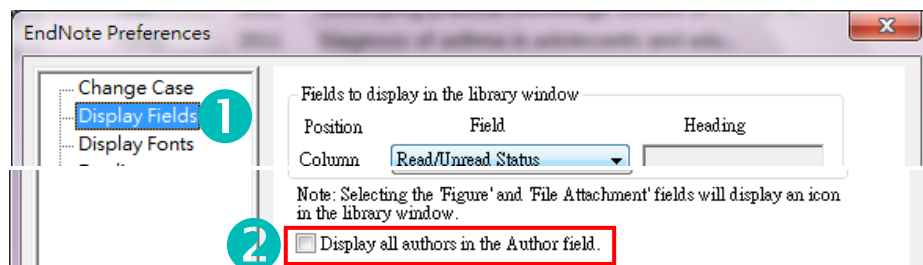 EndNote Preferences
Change Case
Display Fields
Display Fonts
1
Fields to display in the library window
Position Field Heading
Column Read/Unread Status
Note: Selecting the 'Figure' and 'File Attachment' fields will display an icon
in the library window.
2
Display all authors in the Author field.